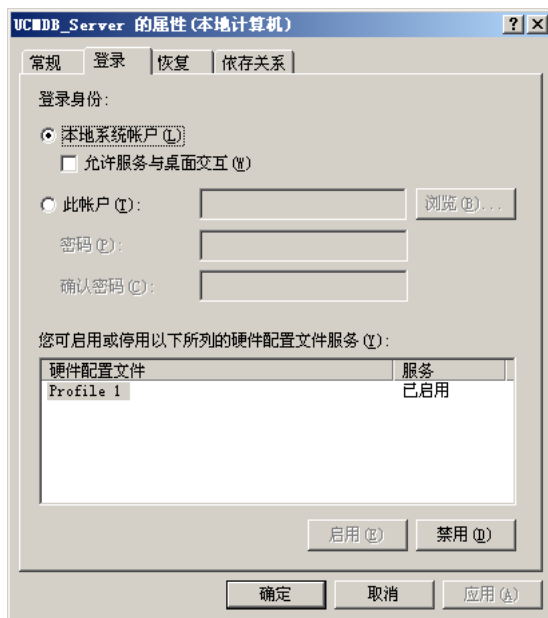 UCMDB_Server 的属性(本地计算机)
常规 登录 恢复 依存关系
登录身份:
本地系统帐户(L)
允许服务与桌面交互(W)
此帐户(T): 浏览(B)...
密码(P):
确认密码(C):
您可启用或停用以下所列的硬件配置文件服务(Y):
硬件配置文件 服务
Profile 1 已启用
启用(E) 禁用(D)
确定 取消 应用(A)